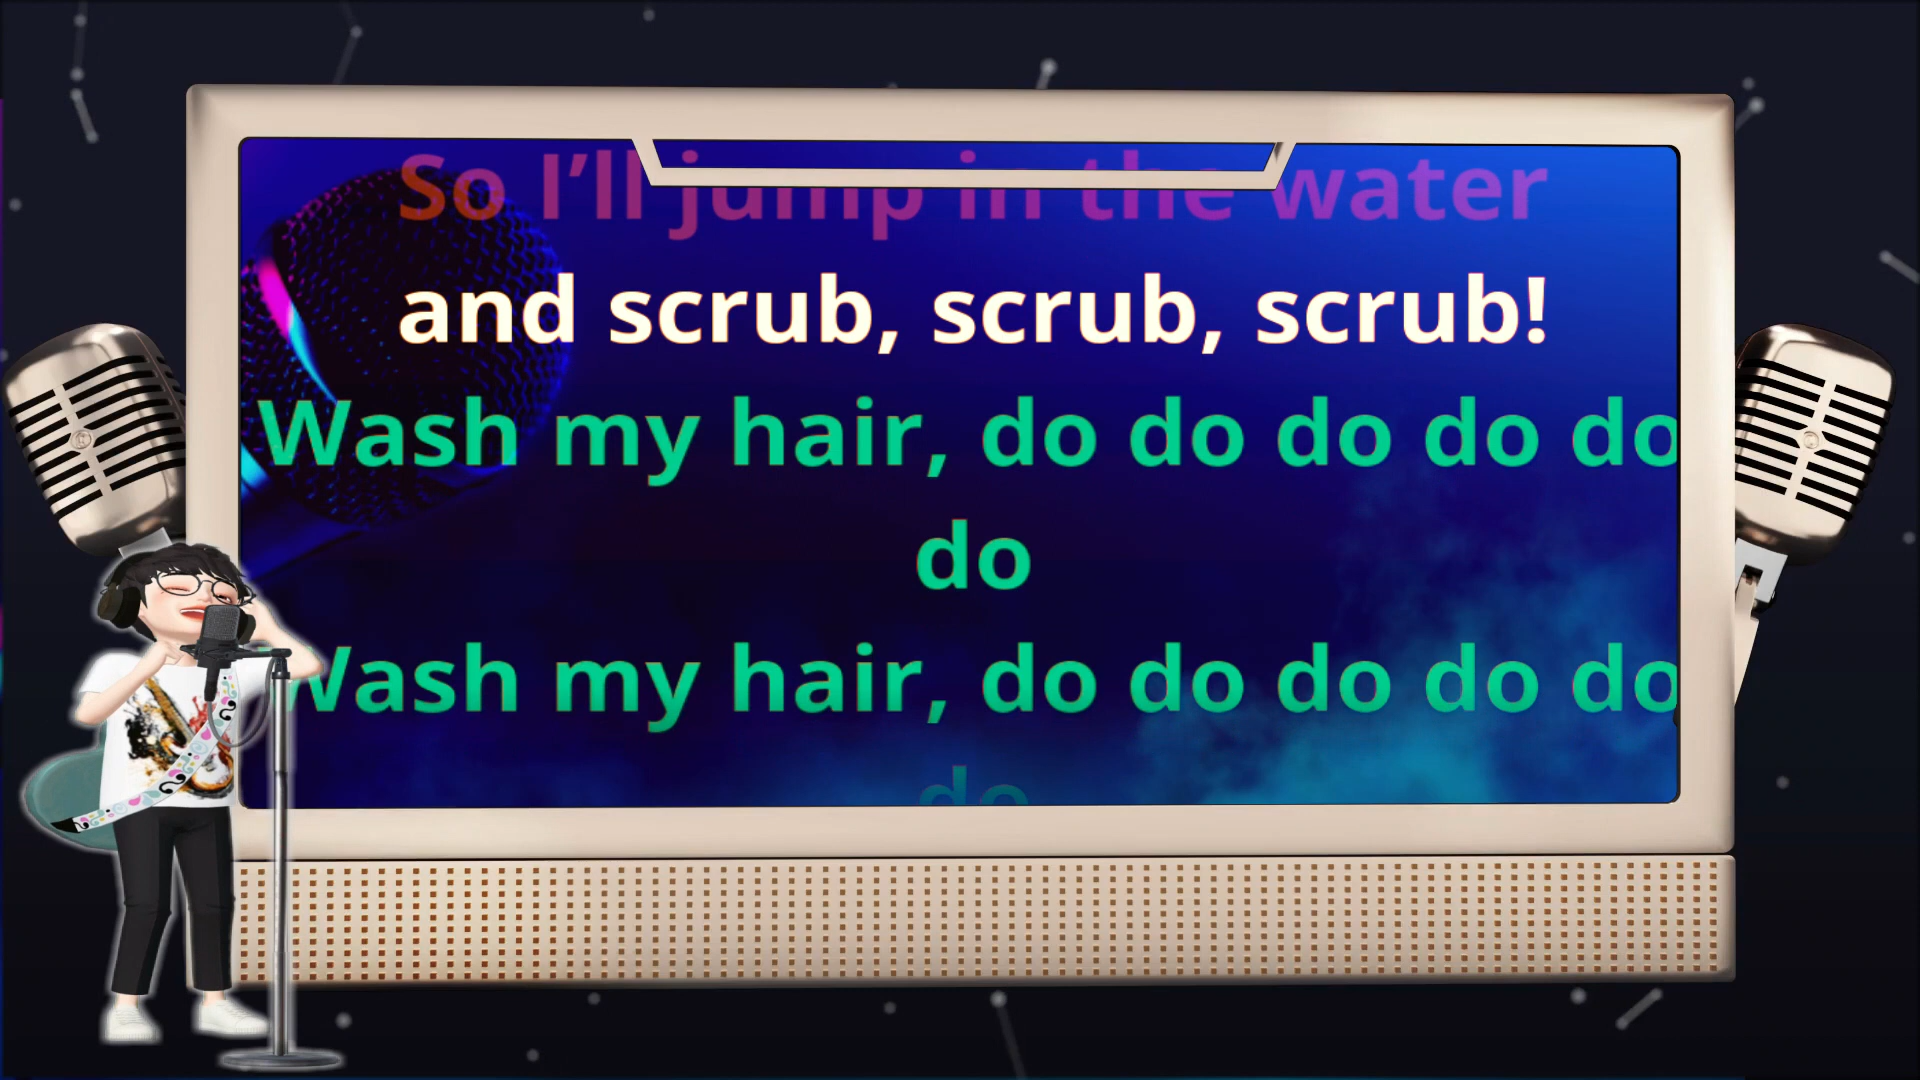 So I’ll jump in the water
and scrub, scrub, scrub!
Wash my hair, do do do do do
do
Wash my hair, do do do do do
do